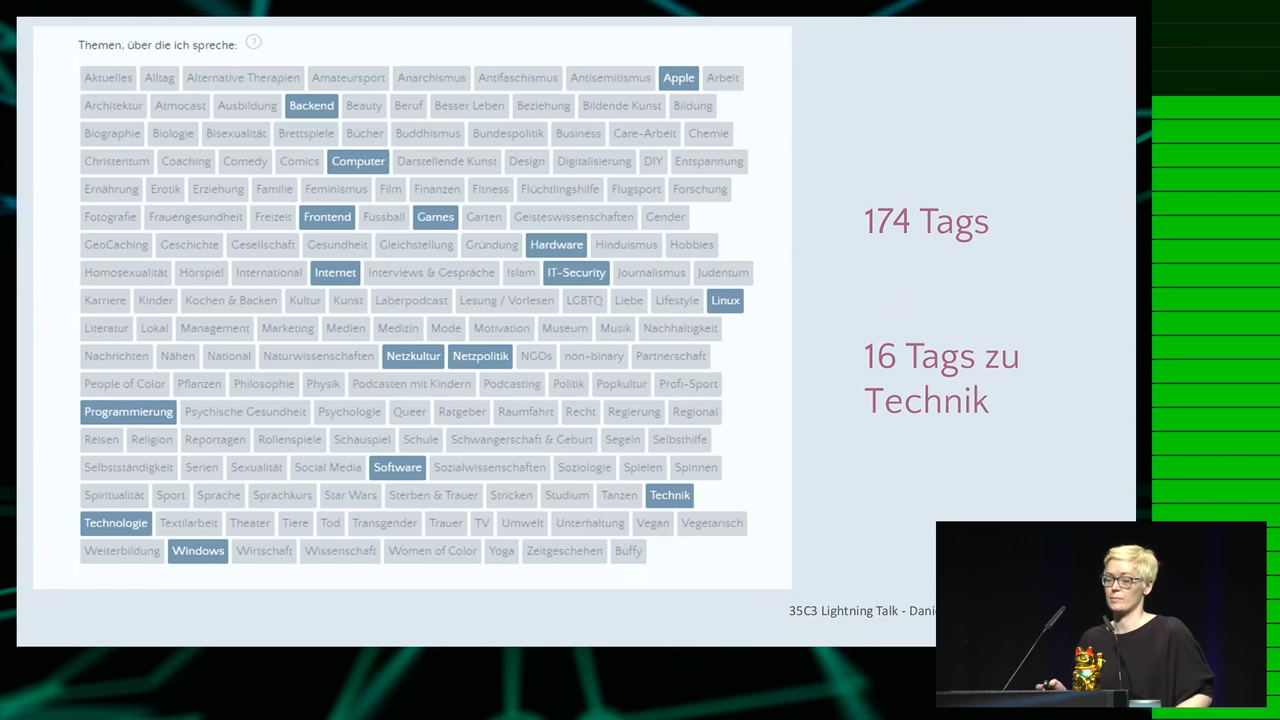 Themen, über die ich spreche: ?
Aktuelles Alltag Alternative Therapien Amateursport Anarchismus Antifaschismus Antisemitismus Apple Arbeit
Architektur Atmocast Ausbildung Backend Beauty Beruf Besser Leben Beziehung Bildende Kunst Bildung
Biographie Biologie Bisexualität Brettspiele Bücher Buddhismus Bundespolitik Business Care-Arbeit Chemie
Christentum Coaching Comedy Comics Computer Darstellende Kunst Design Digitalisierung DIY Entspannung
Ernährung Erotik Erziehung Familie Feminismus Film Finanzen Fitness Flüchtlingshilfe Flugsport Forschung
Fotografie Frauengesundheit Freizeit Frontend Fussball Games Garten Geisteswissenschaften Gender
GeoCaching Geschichte Gesellschaft Gesundheit Gleichstellung Gründung Hardware Hinduismus Hobbies
Homosexualität Hörspiel International Internet Interviews & Gespräche Islam IT-Security Journalismus Judentum
Karriere Kinder Kochen & Backen Kultur Kunst Laberpodcast Lesung / Vorlesen LGBTQ Liebe Lifestyle Linux
Literatur Lokal Management Marketing Medien Medizin Mode Motivation Museum Musik Nachhaltigkeit
Nachrichten Nähen National Naturwissenschaften Netzkultur Netzpolitik NGOs non-binary Partnerschaft
People of Color Pflanzen Philosophie Physik Podcasten mit Kindern Podcasting Politik Popkultur Profi-Sport
Programmierung Psychische Gesundheit Psychologie Queer Ratgeber Raumfahrt Recht Regierung Regional
Reisen Religion Reportagen Rollenspiele Schauspiel Schule Schwangerschaft & Geburt Segeln Selbsthilfe
Selbstständigkeit Serien Sexualität Social Media Software Sozialwissenschaften Soziologie Spielen Spinnen
Spiritualität Sport Sprache Sprachkurs Star Wars Sterben & Trauer Stricken Studium Tanzen Technik
Technologie Textilarbeit Theater Tiere Tod Transgender Trauer TV Umwelt Unterhaltung Vegan Vegetarisch
Weiterbildung Windows Wirtschaft Wissenschaft Women of Color Yoga Zeitgeschehen Buffy
174 Tags
16 Tags zu
Technik
35C3 Lightning Talk -